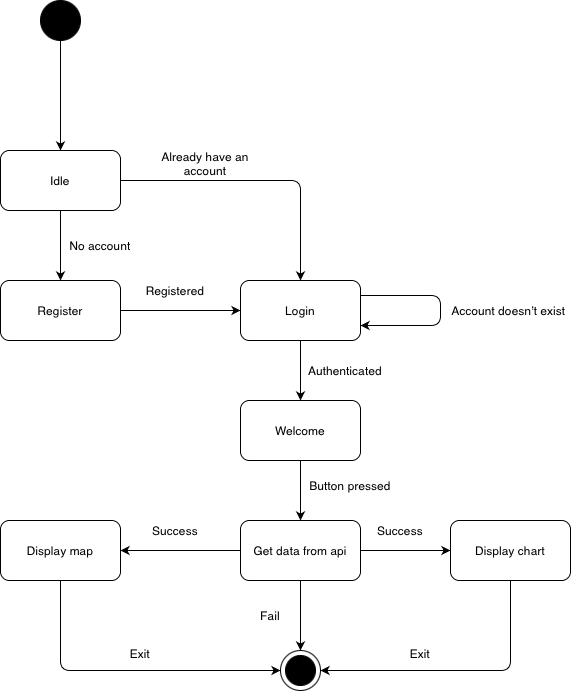 Already have an
account
Idle
No account
Registered
Register
Login
Account doesn't exist
Authenticated
Welcome
Button pressed
Success
Success
Display map
Get data from api
Display chart
Fail
Exit
Exit